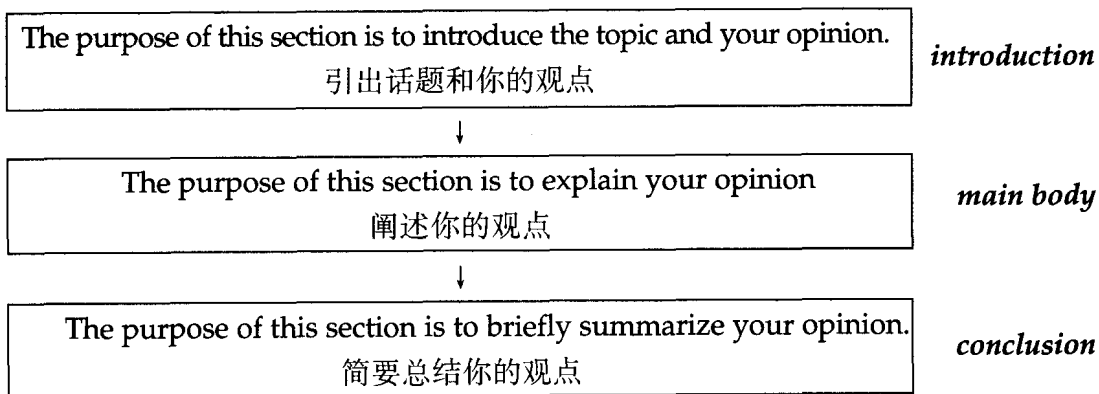 The purpose of this section is to introduce the topic and your opinion.
引出话题和你的观点
introduction
↓
The purpose of this section is to explain your opinion
阐述你的观点
main body
↓
The purpose of this section is to briefly summarize your opinion.
简要总结你的观点
conclusion